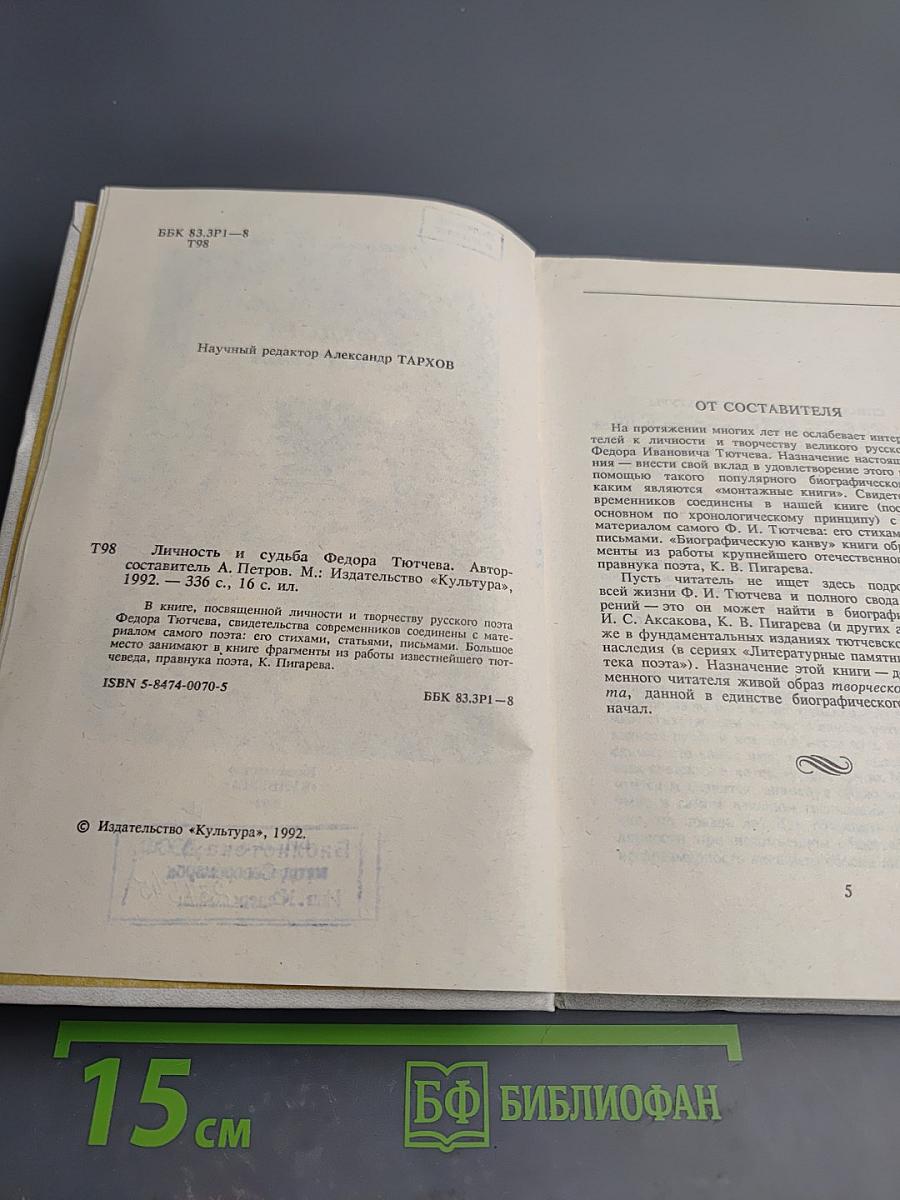 ББК 83.3Р1—8
Т98
Научный редактор Александр ТАРХОВ
Т98 Личность и судьба Федора Тютчева. Автор-
составитель А. Петров. М.: Издательство «Культура»,
1992. — 336 с., 16 с. ил.
В книге, посвященной личности и творчеству русского поэта
Федора Тютчева, свидетельства современников соединены с мате-
риалом самого поэта: его стихами, статьями, письмами. Большое
место занимают в книге фрагменты из работы известнейшего тют-
чеведа, правнука поэта, К. Пигарева.
ISBN 5-8474-0070-5
ББК 83.3Р1—8
© Издательство «Культура», 1992.
ОТ СОСТАВИТЕЛЯ
На протяжении многих лет не ослабевает интер
телей к личности и творчеству великого русско
Федора Ивановича Тютчева. Назначение настоящ
ния — внести свой вклад в удовлетворение этого
помощью такого популярного биографическо
каким являются «монтажные книги». Свидете
временников соединены в нашей книге (пос
основном по хронологическому принципу) с
материалом самого Ф. И. Тютчева: его стихам
письмами. «Биографическую канву» книги обр
менты из работы крупнейшего отечественно
правнука поэта, К. В. Пигарева.
Пусть читатель не ищет здесь подро
всей жизни Ф. И. Тютчева и полного свода
рений — это он может найти в биографи
И. С. Аксакова, К. В. Пигарева (и других а
же в фундаментальных изданиях тютчевско
наследия (в сериях «Литературные памятни
тека поэта»). Назначение этой книги — д
менного читателя живой образ творческо
та, данной в единстве биографического
начал.
5
15 см
БФ БИБЛИОФАН